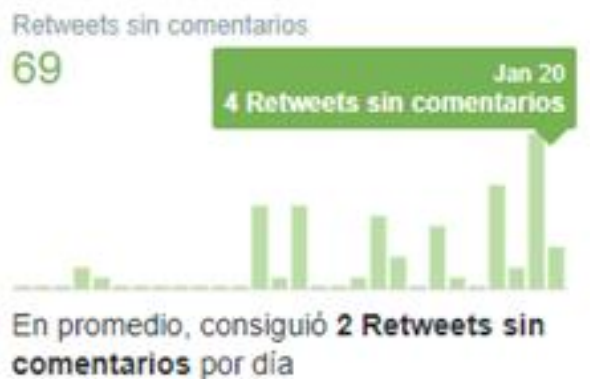 Retweets sin comentarios
69
Jan 20
4 Retweets sin comentarios
En promedio, consiguió 2 Retweets sin
comentarios por día